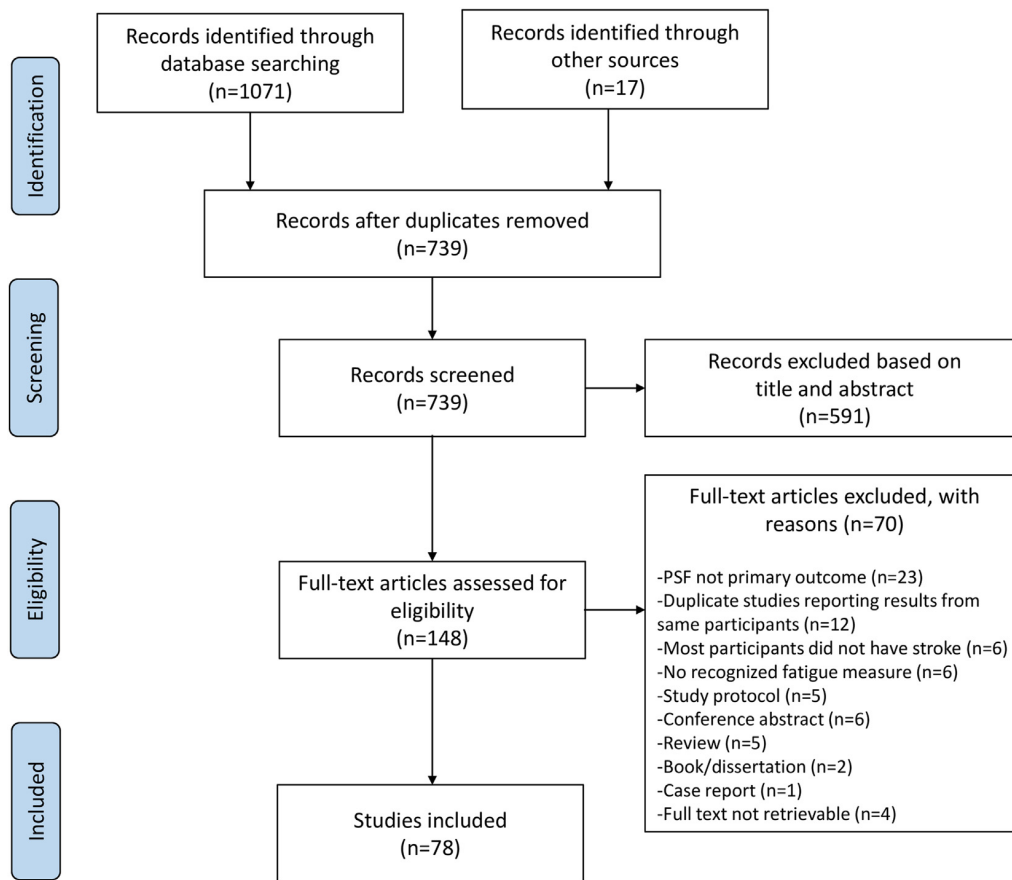 Identification
Records identified through
database searching
(n=1071)
Records identified through
other sources
(n=17)
Records after duplicates removed
(n=739)
Screening
Records screened
(n=739)
Records excluded based on
title and abstract
(n=591)
Eligibility
Full-text articles assessed for
eligibility
(n=148)
Full-text articles excluded, with
reasons (n=70)
-PSF not primary outcome (n=23)
-Duplicate studies reporting results from
same participants (n=12)
-Most participants did not have stroke (n=6)
-No recognized fatigue measure (n=6)
-Study protocol (n=5)
-Conference abstract (n=6)
-Review (n=5)
-Book/dissertation (n=2)
-Case report (n=1)
-Full text not retrievable (n=4)
Included
Studies included
(n=78)